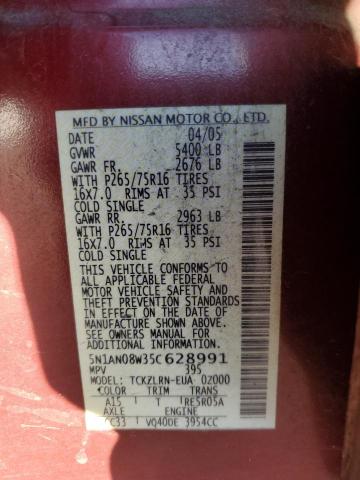 MFD BY NISSAN MOTOR CO., LTD.
DATE 04/05
GVWR 5400 LB
GAWR FR. 2676 LB
WITH P265/75R16 TIRES
16X7.0 RIMS AT 35 PSI
COLD SINGLE
GAWR RR. 2963 LB
WITH P265/75R16 TIRES
16X7.0 RIMS AT 35 PSI
COLD SINGLE
THIS VEHICLE CONFORMS TO
ALL APPLICABLE FEDERAL
MOTOR VEHICLE SAFETY AND
THEFT PREVENTION STANDARDS
IN EFFECT ON THE DATE OF
MANUFACTURE SHOWN ABOVE.
SEE OWNERS MANUAL FOR
ADDITIONAL INFORMATION.
5N1AN08W35C628991
MPV 395
MODEL: TCKZLRN-EUA 02000
COLOR TRIM TRANS
A15 T RE5R05A
AXLE ENGINE
CC33 VQ40DE 3954CC